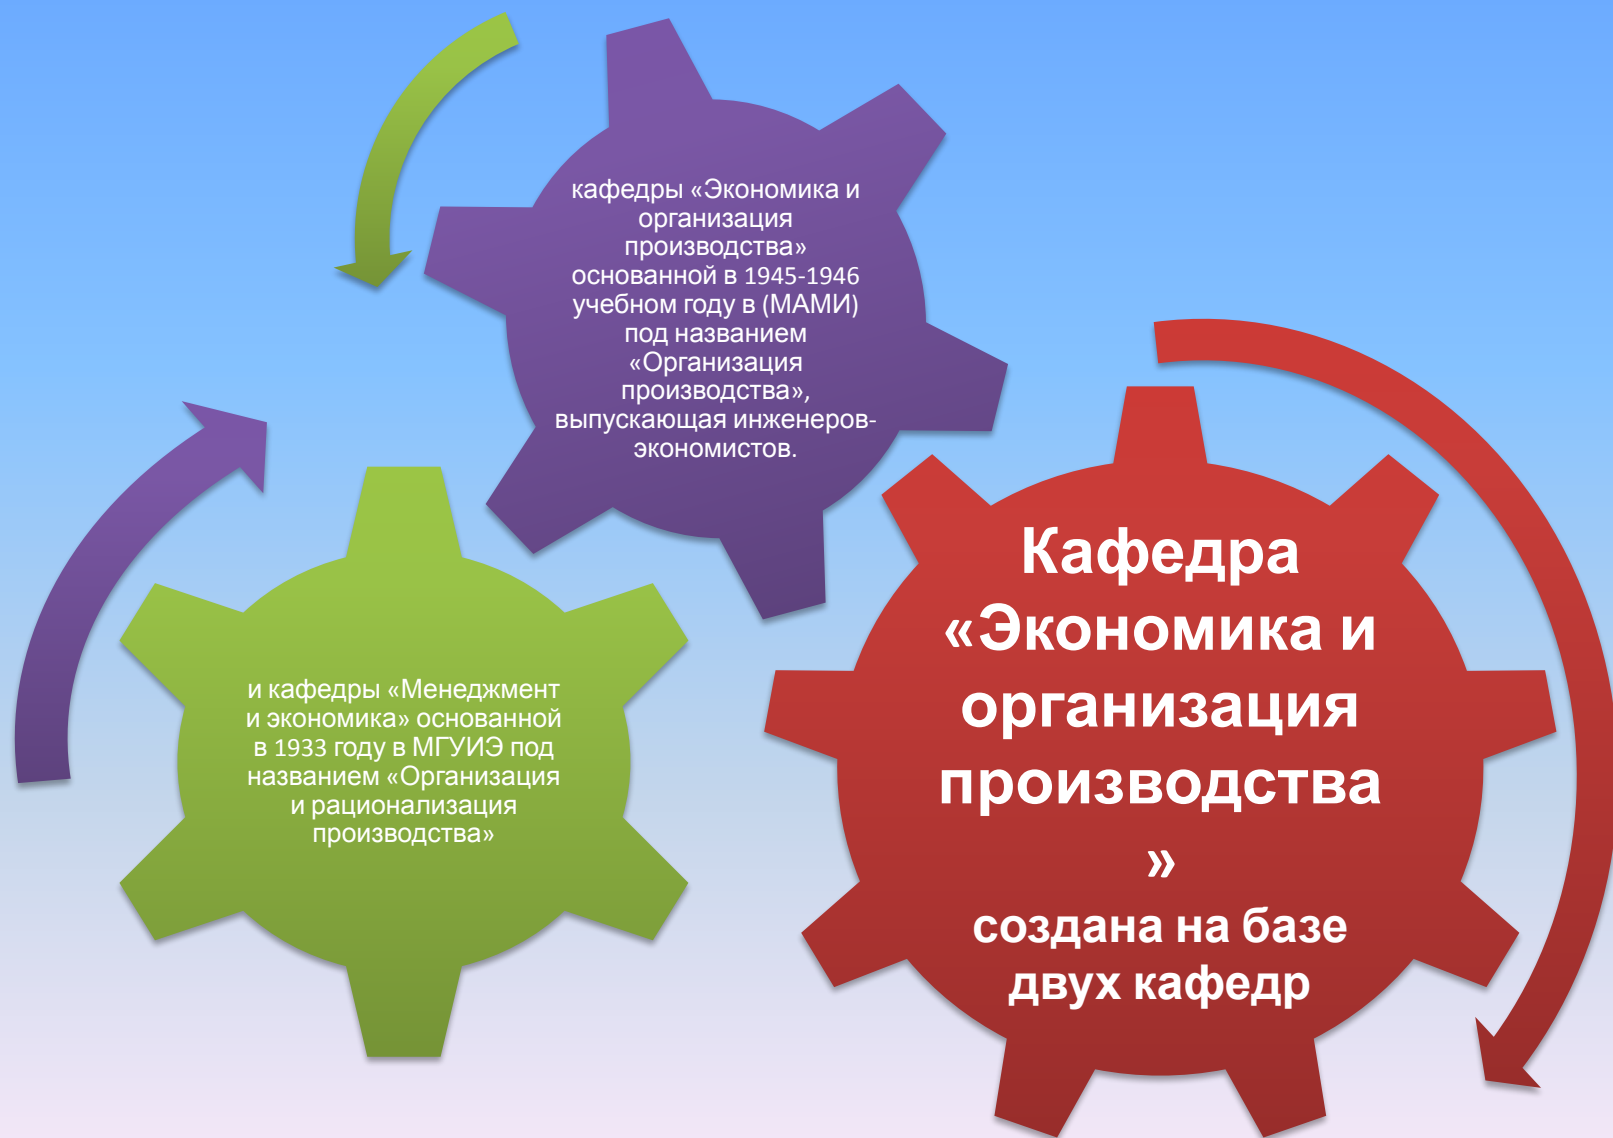 кафедры «Экономика и
организация
производства»
основанной в 1945-1946
учебном году в (МАМИ)
под названием
«Организация
производства»,
выпускающая инженеров-
экономистов.
и кафедры «Менеджмент
и экономика» основанной
в 1933 году в МГУИЭ под
названием «Организация
и рационализация
производства»
Кафедра
«Экономика и
организация
производства
»
создана на базе
двух кафедр